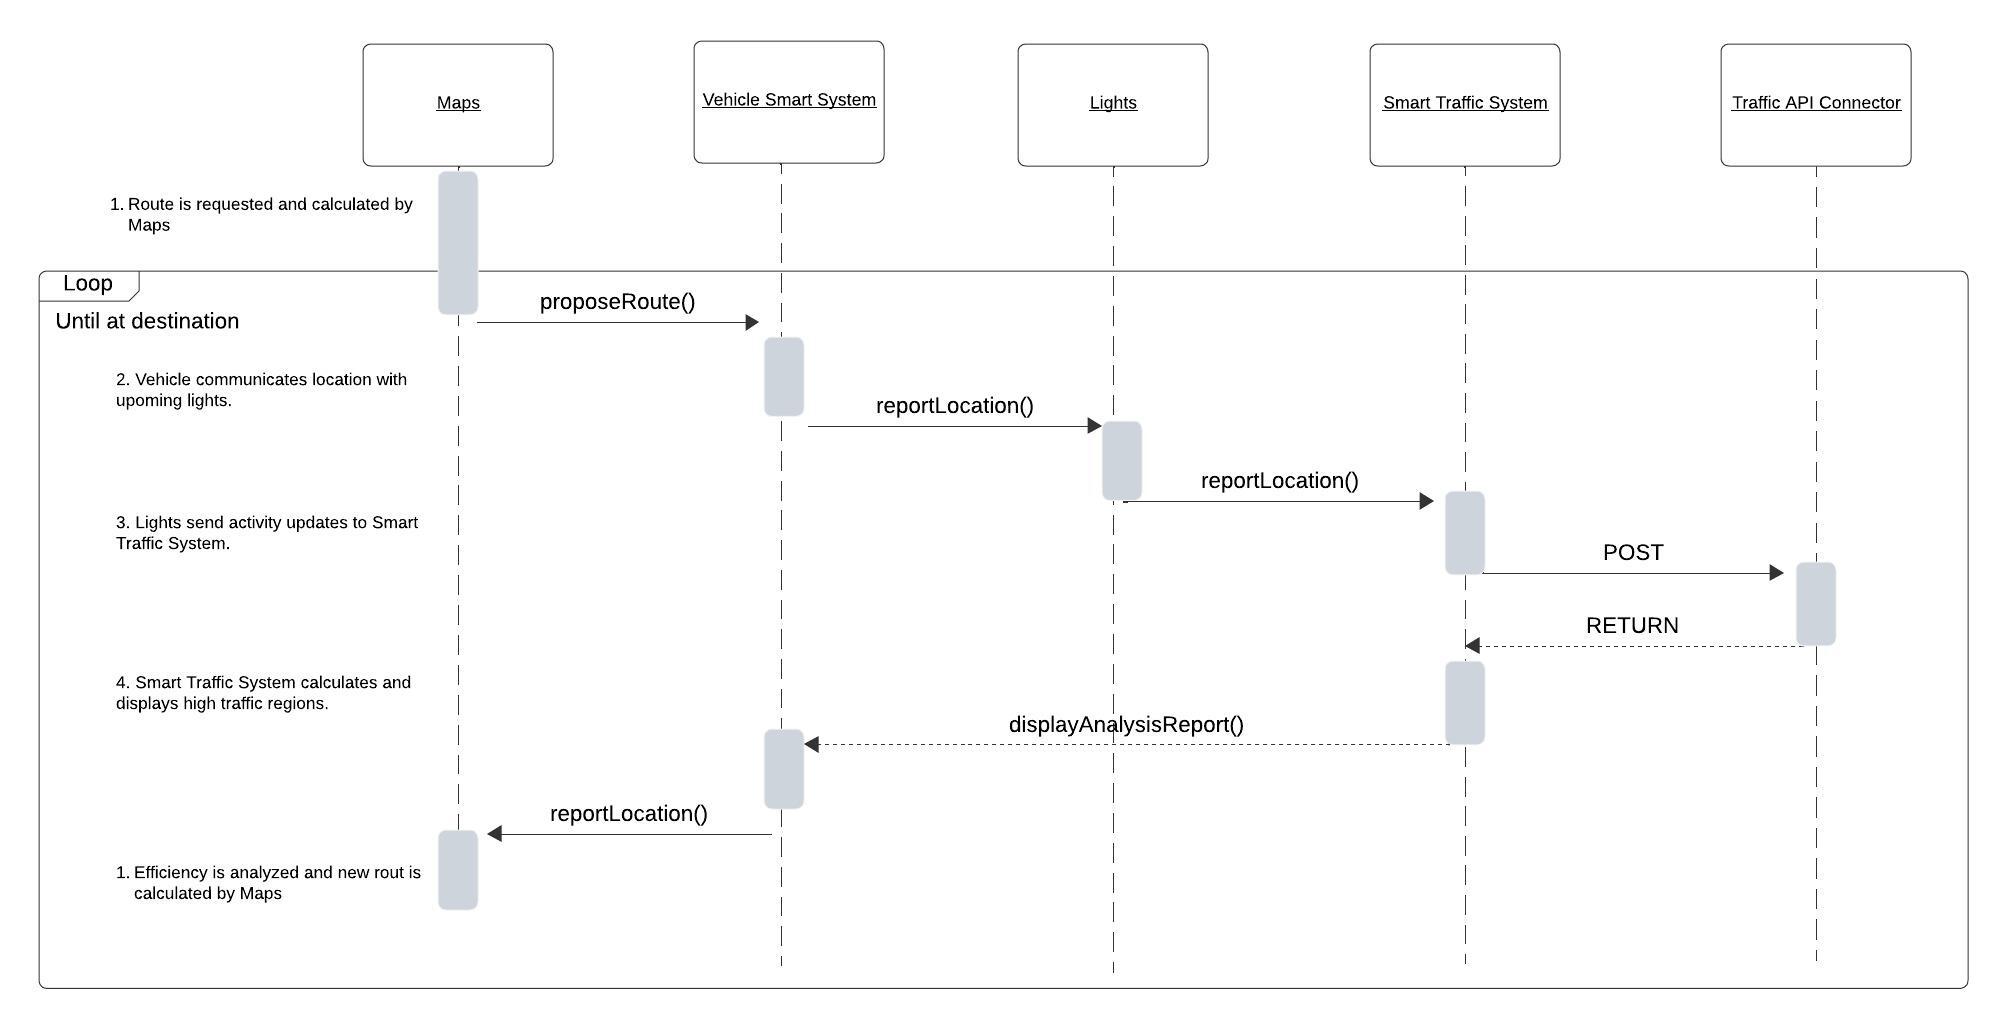 Maps
Vehicle Smart System
Lights
Smart Traffic System
Traffic API Connector
1. Route is requested and calculated by
Maps
Loop
Until at destination
proposeRoute()
2. Vehicle communicates location with
upoming lights.
reportLocation()
reportLocation()
3. Lights send activity updates to Smart
Traffic System.
POST
RETURN
4. Smart Traffic System calculates and
displays high traffic regions.
displayAnalysisReport()
reportLocation()
1. Efficiency is analyzed and new rout is
calculated by Maps